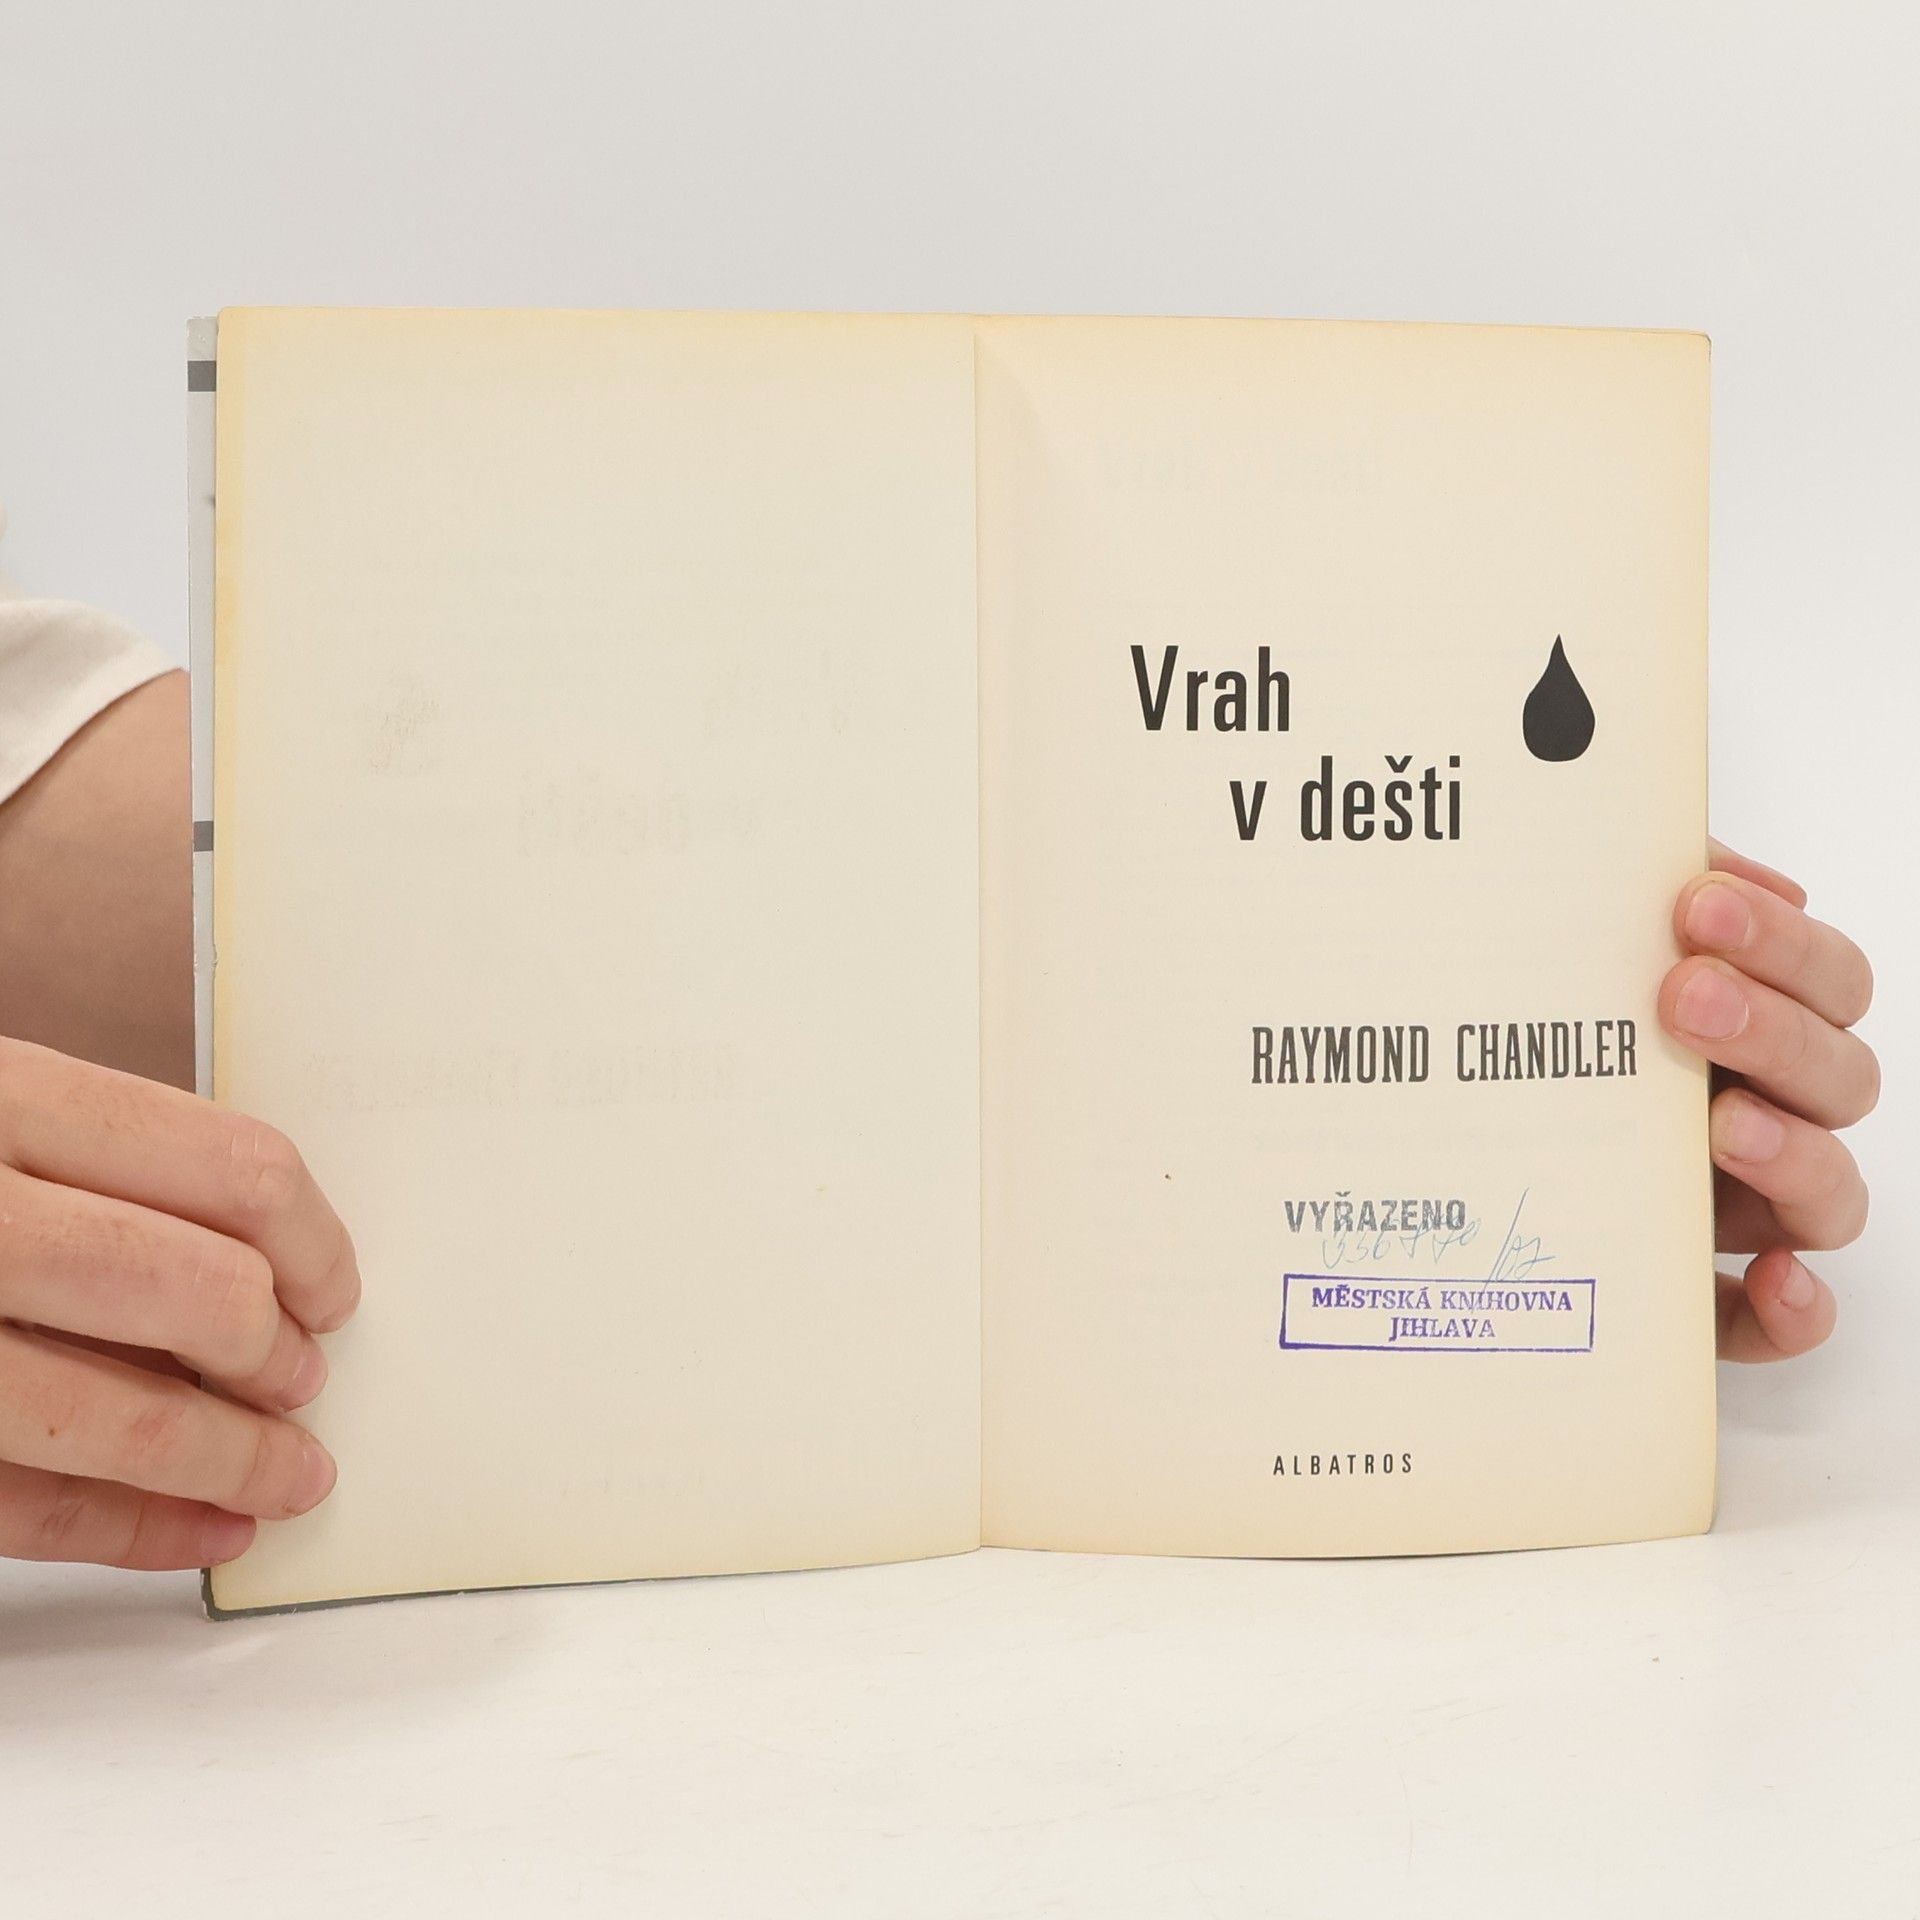 Vrah
v dešti
RAYMOND CHANDLER
VYŘAZENO
MĚSTSKÁ KNIHOVNA
JIHLAVA
ALBATROS